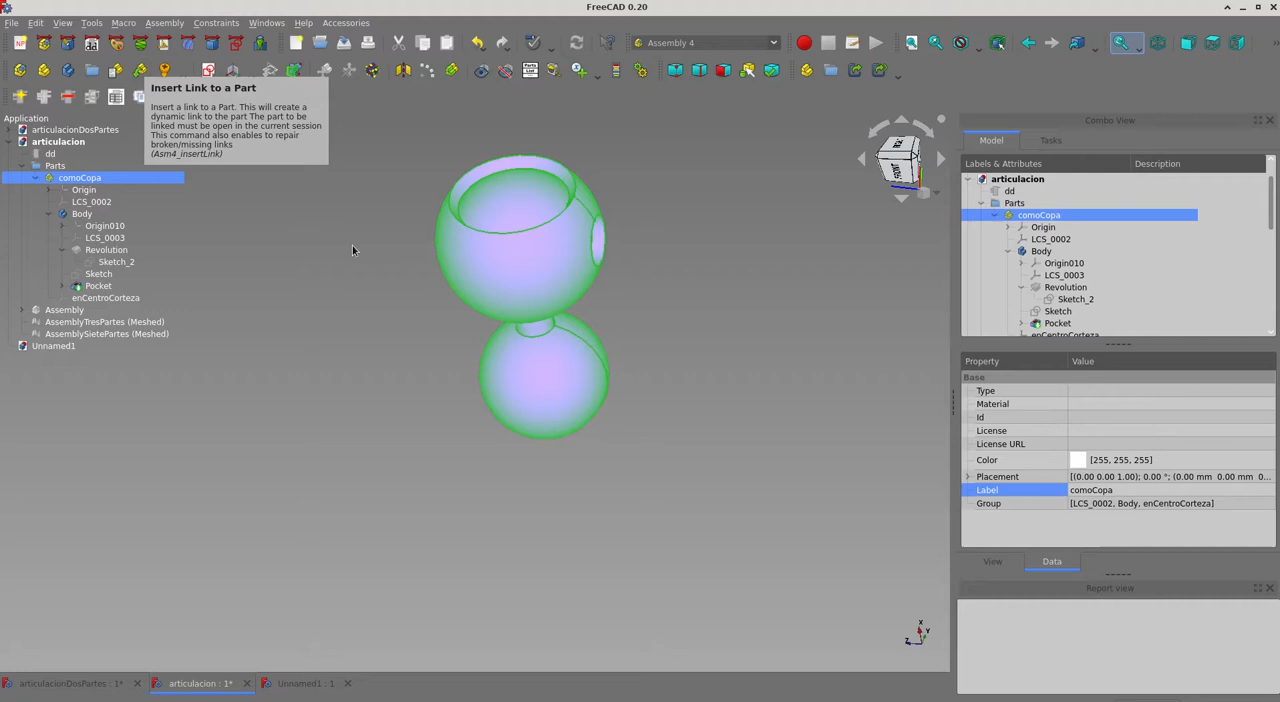 FreeCAD 0.20
File Edit View Tools Macro Assembly Constraints Windows Help Accessories
Assembly 4
Insert Link to a Part
Insert a link to a Part. This will create a
dynamic link to the part The part to be
linked must be open in the current session
This command also enables to repair
broken/missing links
(Asm4_insertLink)
Application
articulacionDosPartes
articulacion
dd
Parts
comoCopa
Origin
LCS_0002
Body
Origin010
LCS_0003
Revolution
Sketch_2
Sketch
Pocket
enCentroCorteza
Assembly
AssemblyTresPartes (Meshed)
AssemblySietePartes (Meshed)
Unnamed1
X
Y
Z
articulacionDosPartes : 1*
articulacion : 1*
Unnamed1 : 1
Combo View
Model Tasks
Labels & Attributes Description
articulacion
dd
Parts
comoCopa
Origin
LCS_0002
Body
Origin010
LCS_0003
Revolution
Sketch_2
Sketch
Pocket
enCentroCorteza
Property Value
Base
Type
Material
Id
License
License URL
Color [255, 255, 255]
Placement [(0.00 0.00 1.00); 0.00 °; (0.00 mm 0.00 mm 0...
Label comoCopa
Group [LCS_0002, Body, enCentroCorteza]
View Data
Report view